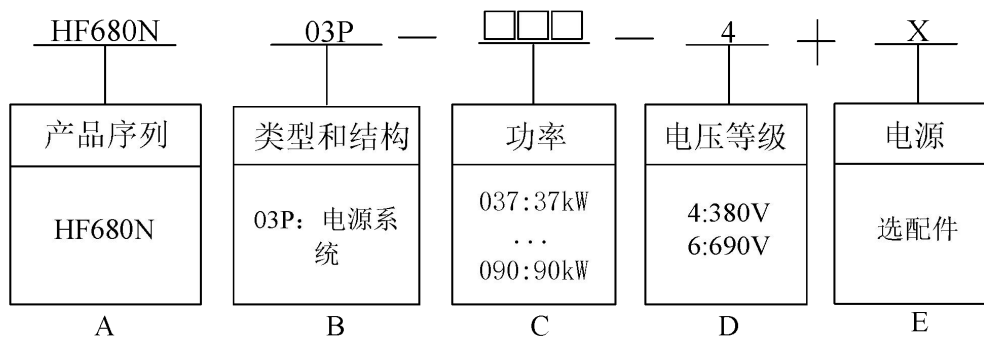 HF680N 03P — □□□ — 4 + X
产品序列 类型和结构 功率 电压等级 电源
HF680N
03P：电源系
统
037:37kW
...
090:90kW
4:380V
6:690V
选配件
A B C D E